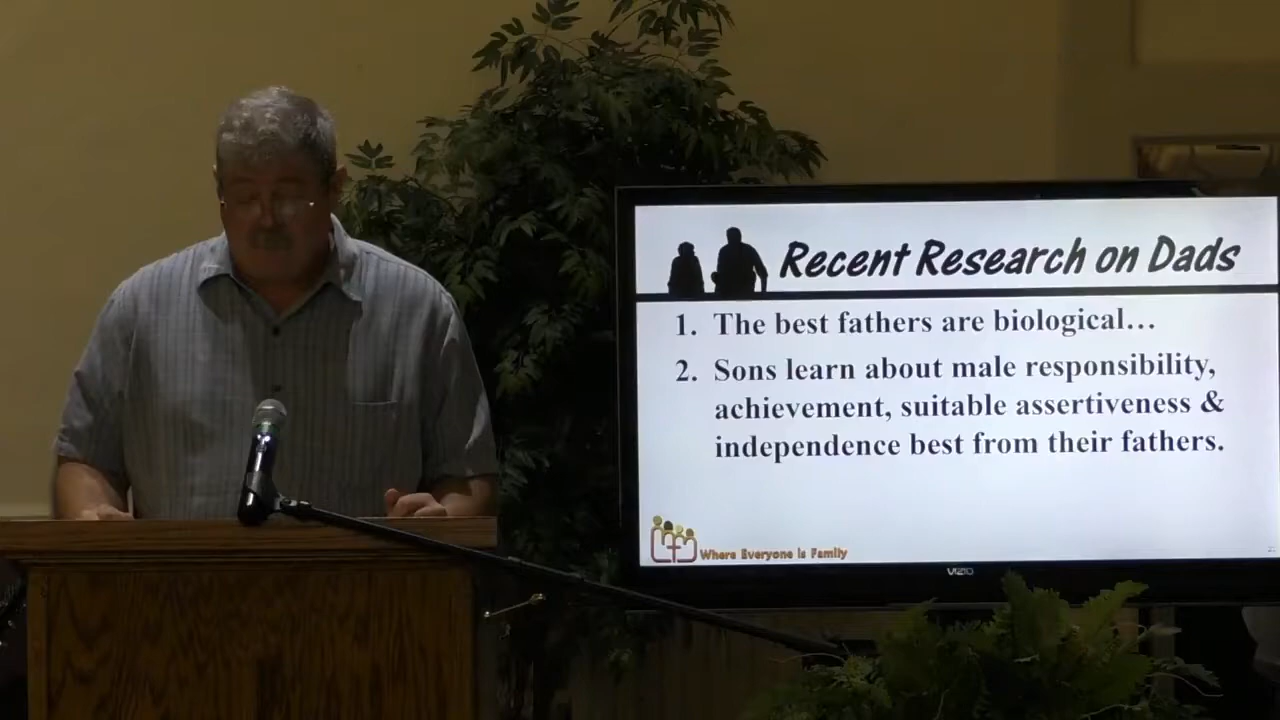 Recent Research on Dads
1. The best fathers are biological…
2. Sons learn about male responsibility,
achievement, suitable assertiveness &
independence best from their fathers.
Where Everyone Is Family
VIZIO